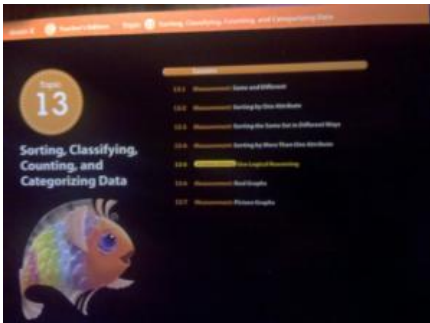 Teacher's Edition Topic Sorting, Classifying, Counting, and Categorizing Data
Topic
13
Sorting, Classifying,
Counting, and
Categorizing Data
13-1 Measurement Same and Different
13-2 Measurement Sorting by One Attribute
13-3 Measurement Sorting the Same Set in Different Ways
13-4 Measurement Sorting by More Than One Attribute
13-5 Use Logical Reasoning
13-6 Measurement Real Graphs
13-7 Measurement Picture Graphs